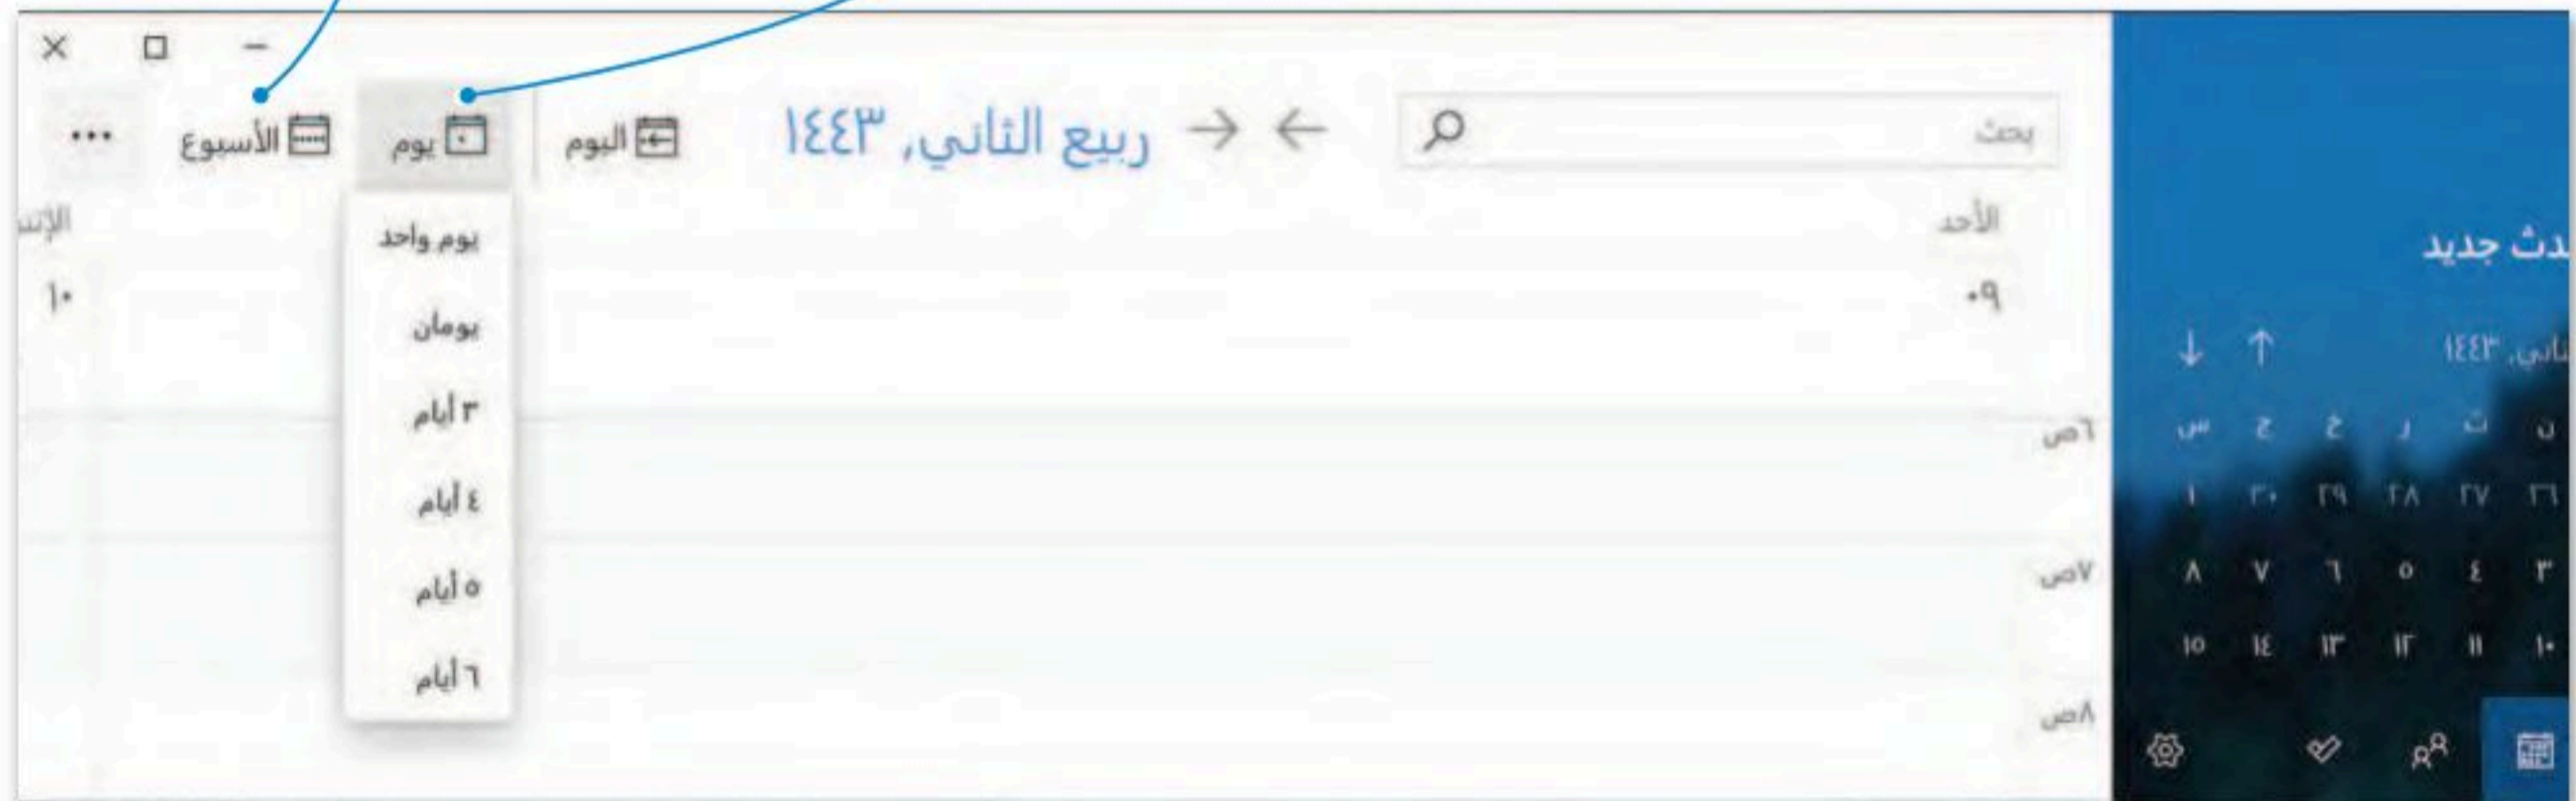 بحث
ربيع الثاني, ١٤٤٣
اليوم
يوم
الأسبوع
...
يوم واحد
يومان
٣ أيام
٤ أيام
٥ أيام
٦ أيام
الأحد
٠٩
١٠
٦ص
٧ص
٨ص
جديد
١٤٤٣
ن ث ر خ ج س
٢٦ ٢٧ ٢٨ ٢٩ ٣٠ ١
٣ ٤ ٥ ٦ ٧ ٨
١٠ ١١ ١٢ ١٣ ١٤ ١٥